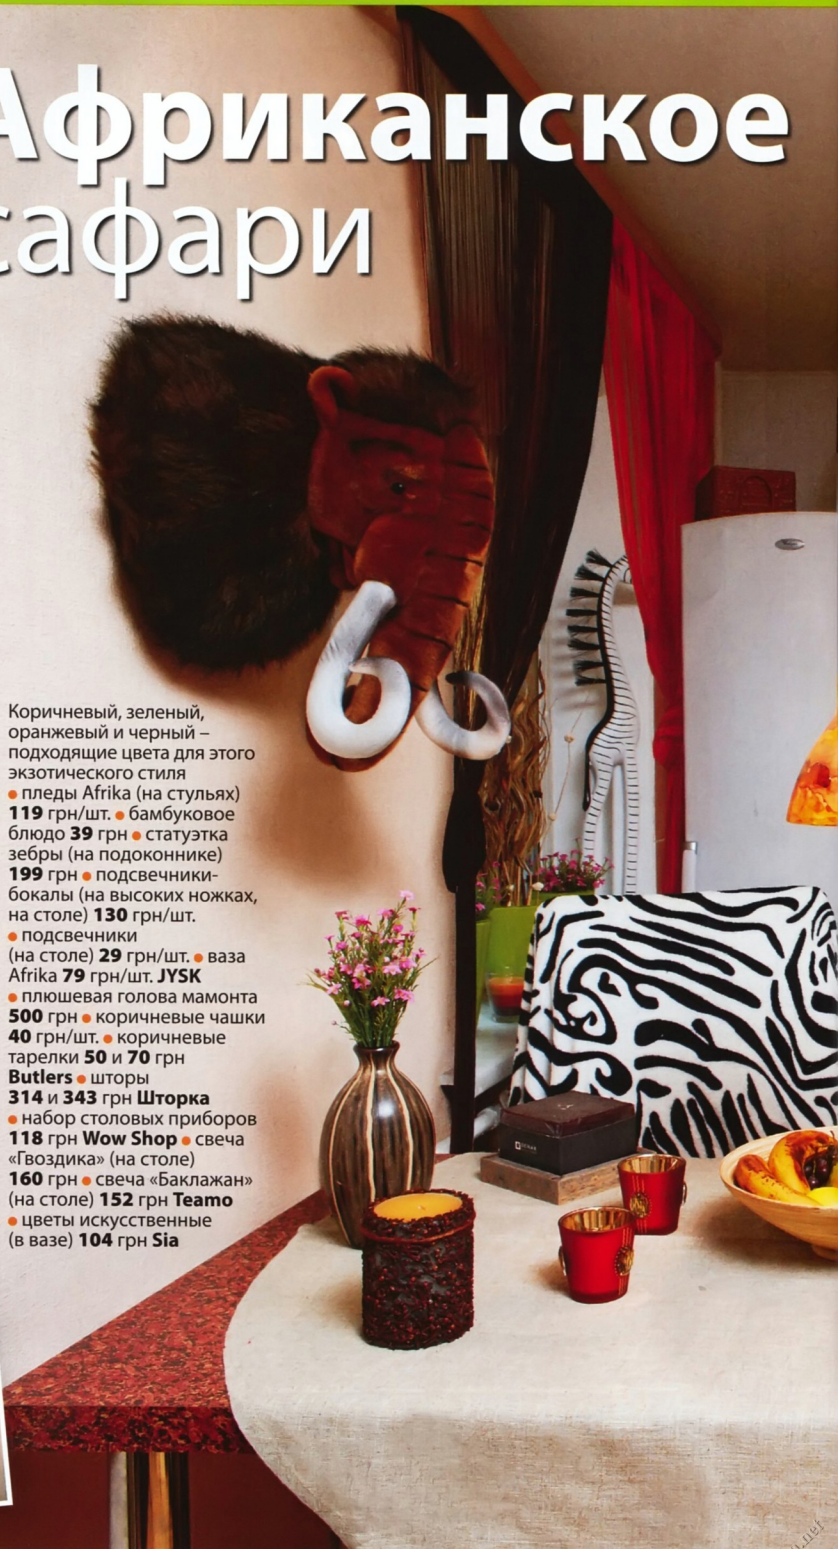 Африканское
сафари
Коричневый, зеленый,
оранжевый и черный –
подходящие цвета для этого
экзотического стиля
• пледы Afrika (на стульях)
119 грн/шт. • бамбуковое
блюдо 39 грн • статуэтка
зебры (на подоконнике)
199 грн • подсвечники-
бокалы (на высоких ножках,
на столе) 130 грн/шт.
• подсвечники
(на столе) 29 грн/шт. • ваза
Afrika 79 грн/шт. JYSK
• плюшевая голова мамонта
500 грн • коричневые чашки
40 грн/шт. • коричневые
тарелки 50 и 70 грн
Butlers • шторы
314 и 343 грн Шторка
• набор столовых приборов
118 грн Wow Shop • свеча
«Гвоздика» (на столе)
160 грн • свеча «Баклажан»
(на столе) 152 грн Teamo
• цветы искусственные
(в вазе) 104 грн Sia